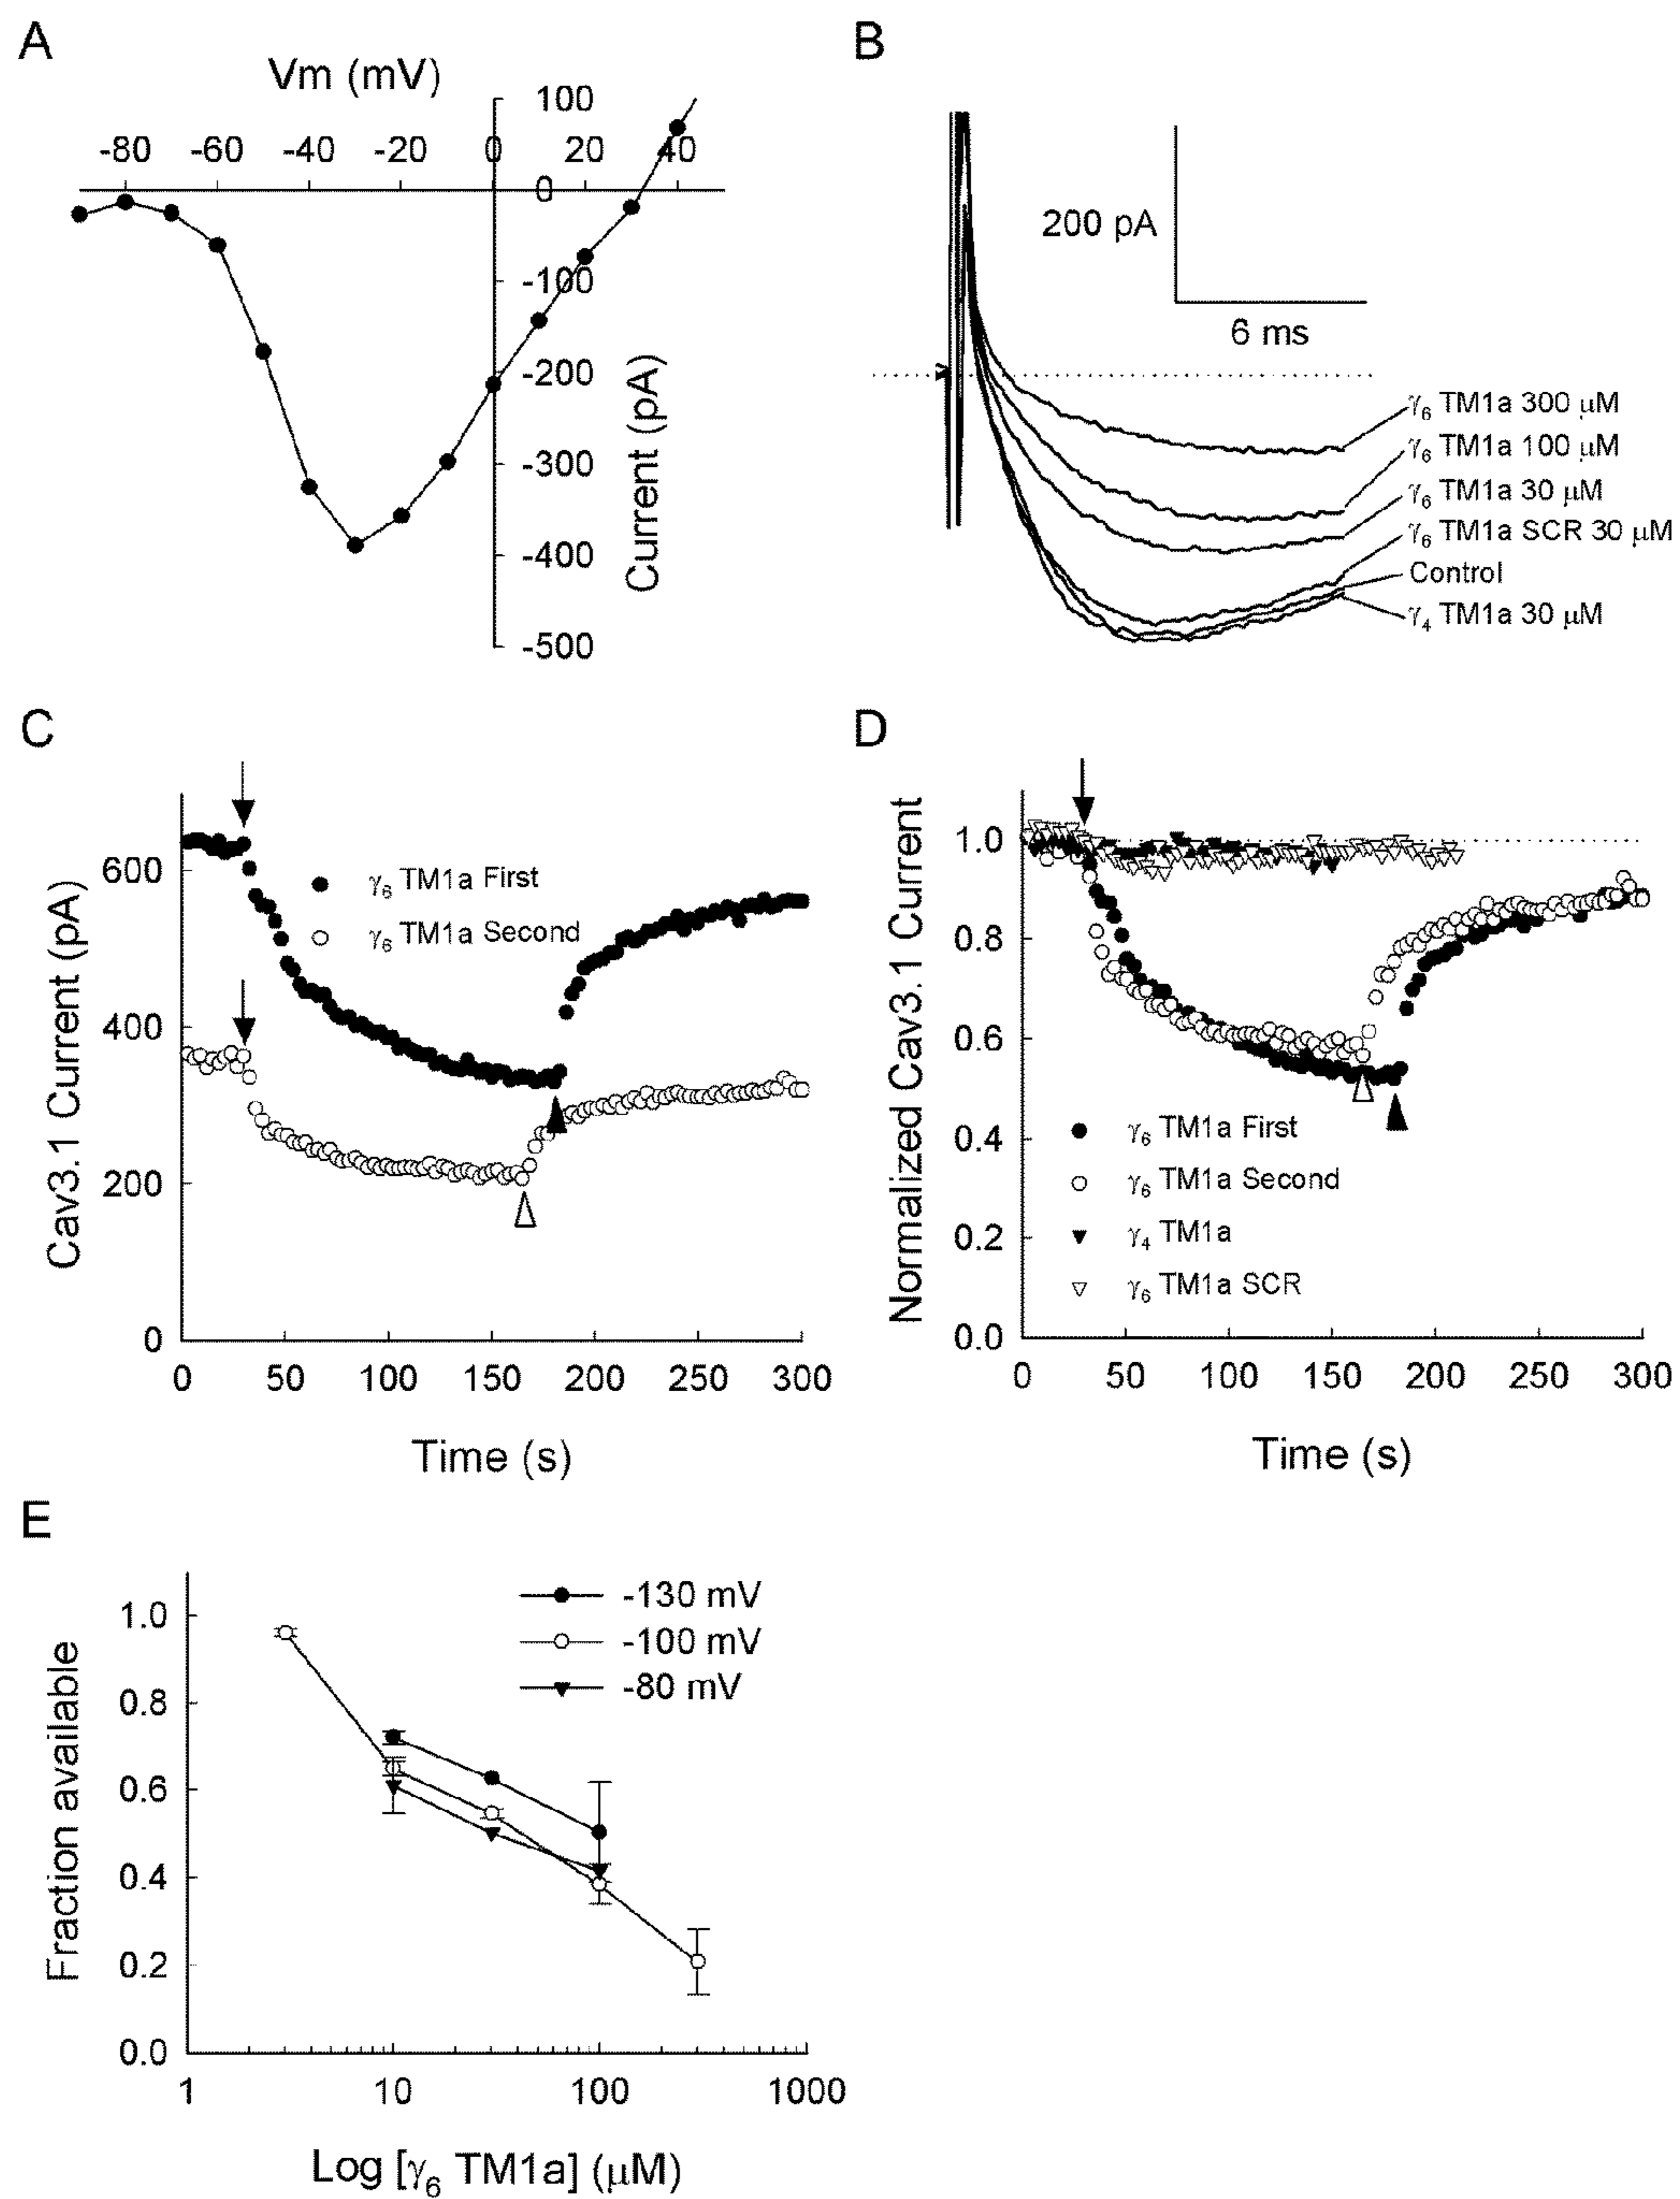 A
Vm (mV)
-80 -60 -40 -20 0 20 40
100
0
-100
-200
-300
-400
-500
Current (pA)
B
200 pA
6 ms
γ6 TM1a 300 μM
γ6 TM1a 100 μM
γ6 TM1a 30 μM
γ6 TM1a SCR 30 μM
Control
γ4 TM1a 30 μM
C
Cav3.1 Current (pA)
600
400
200
0
γ6 TM1a First
γ6 TM1a Second
0 50 100 150 200 250 300
Time (s)
D
Normalized Cav3.1 Current
1.0
0.8
0.6
0.4
0.2
0.0
γ6 TM1a First
γ6 TM1a Second
γ4 TM1a
γ6 TM1a SCR
0 50 100 150 200 250 300
Time (s)
E
Fraction available
1.0
0.8
0.6
0.4
0.2
0.0
-130 mV
-100 mV
-80 mV
1 10 100 1000
Log [γ6 TM1a] (μM)